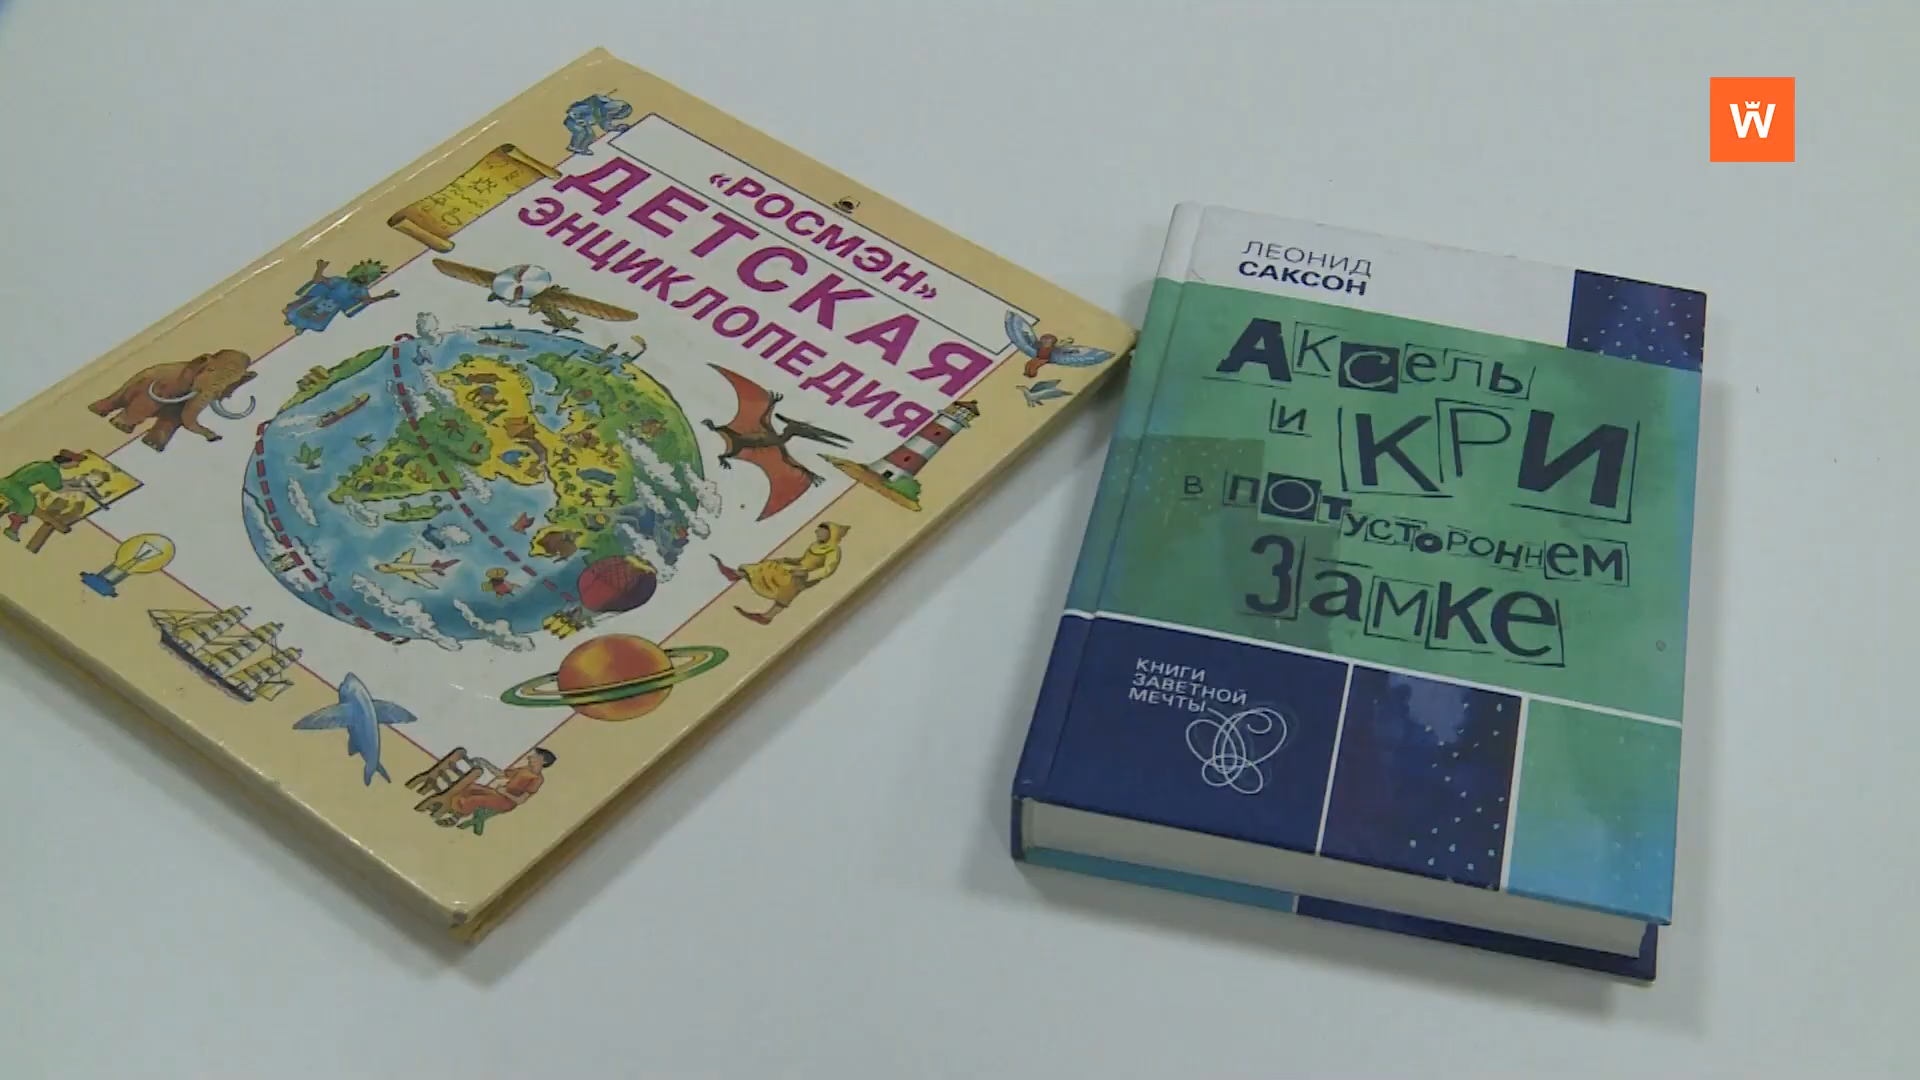 «РОСМЭН»
ДЕТСКАЯ
ЭНЦИКЛОПЕДИЯ
ЛЕОНИД
САКСОН
Аксель
и КРИ
в потустороннем
Замке
КНИГИ
ЗАВЕТНОЙ
МЕЧТЫ
W